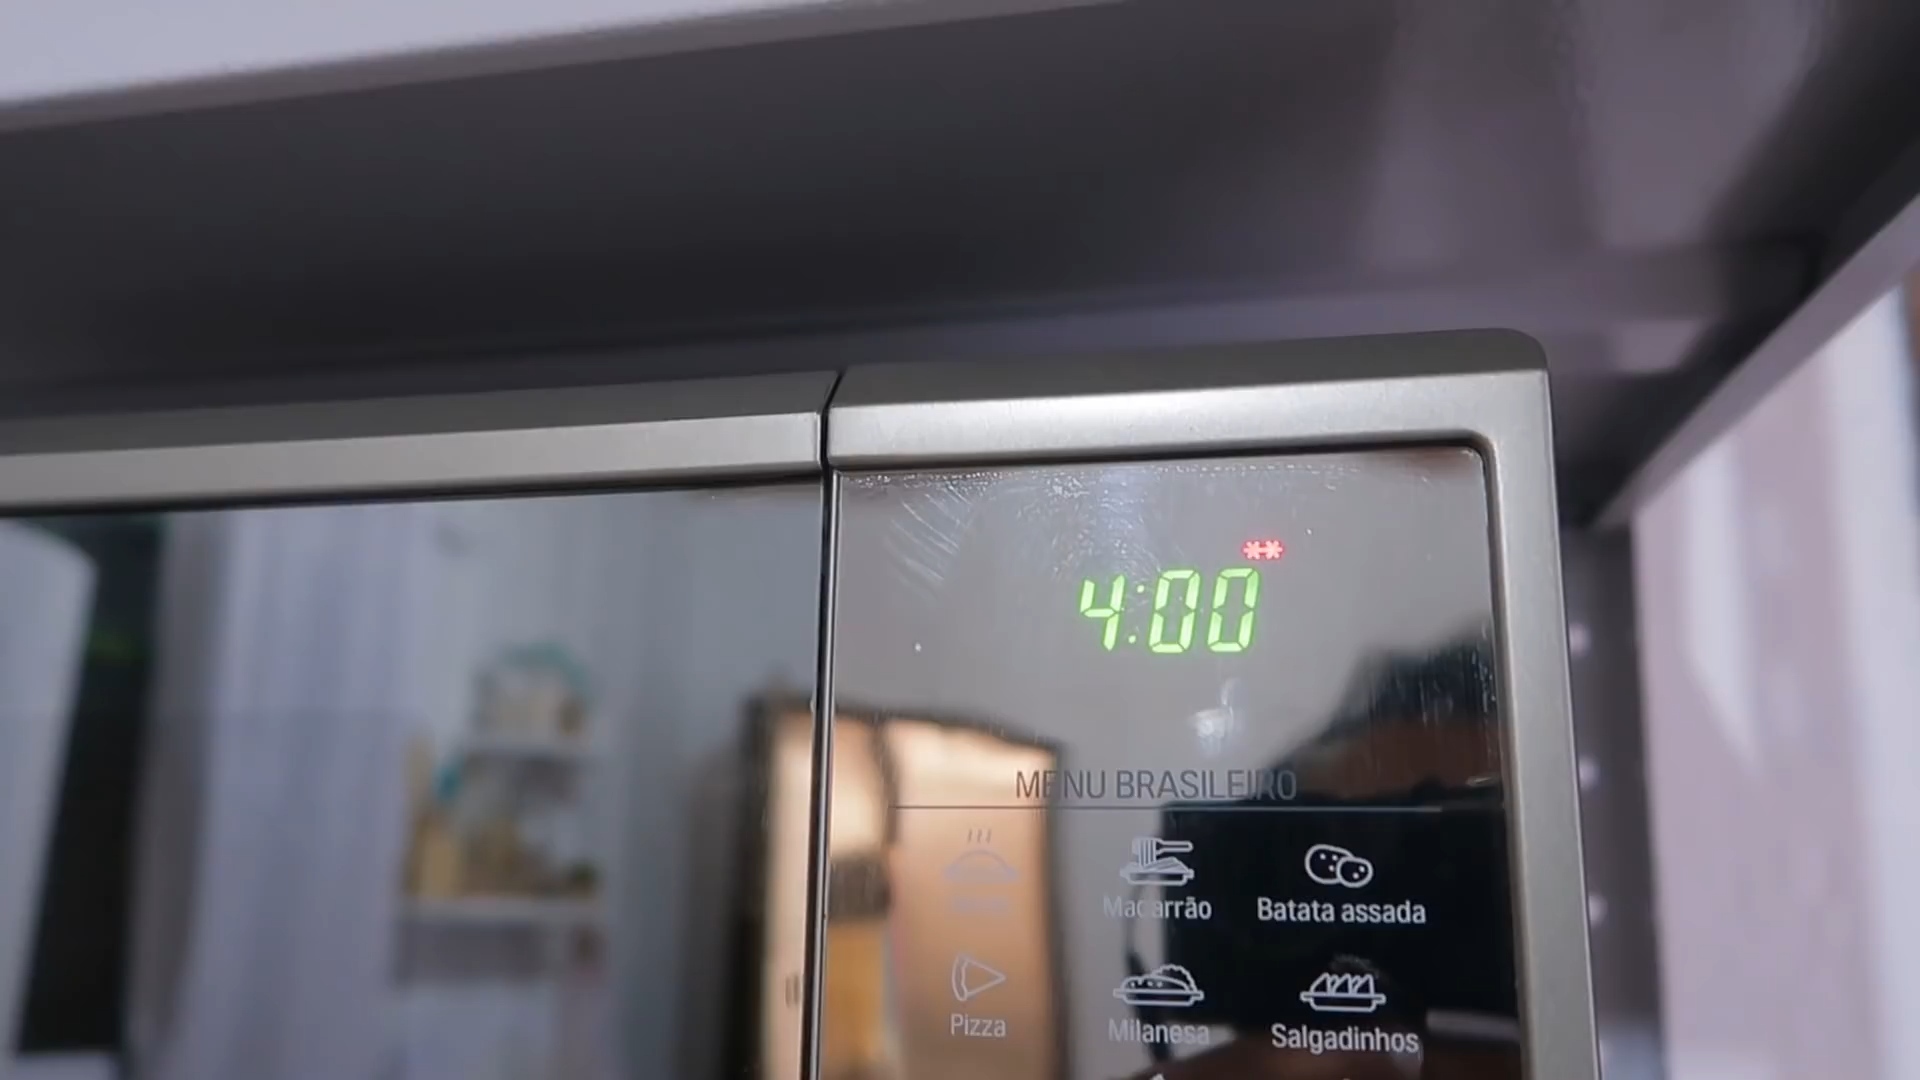 4:00
MENU BRASILEIRO
Macarrão
Batata assada
Pizza
Milanesa
Salgadinhos